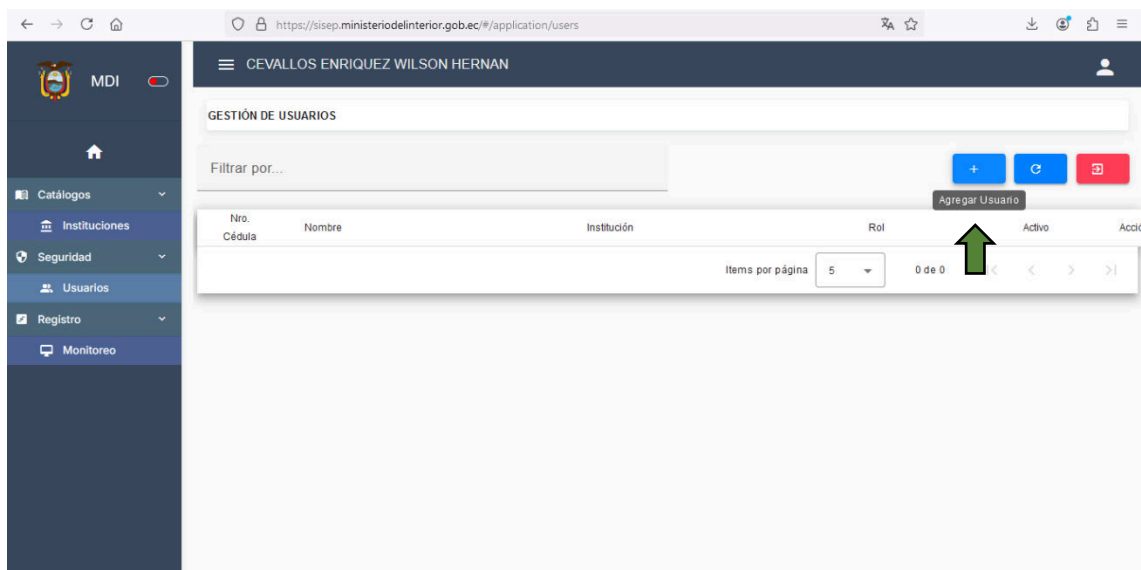 https://sisep.ministeriodelinterior.gob.ec/#/application/users
MDI
CEVALLOS ENRIQUEZ WILSON HERNAN
GESTIÓN DE USUARIOS
Filtrar por...
Agregar Usuario
Catálogos
Instituciones
Seguridad
Usuarios
Registro
Monitoreo
Nro. Cédula Nombre Institución Rol Activo Acció
Items por página 5 0 de 0